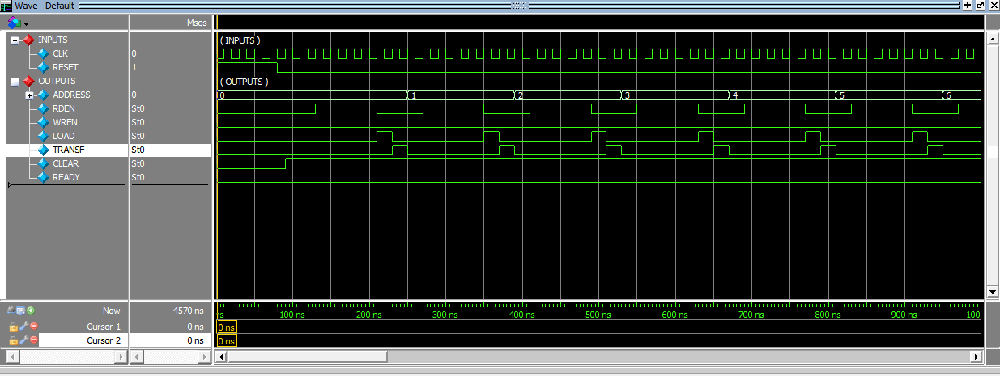 Wave - Default
Msgs
INPUTS
( INPUTS )
CLK 0
RESET 1
OUTPUTS
( OUTPUTS )
ADDRESS 0
0 1 2 3 4 5 6
RDEN St0
WREN St0
LOAD St0
TRANSF St0
CLEAR St0
READY St0
Now 4570 ns
ns 100 ns 200 ns 300 ns 400 ns 500 ns 600 ns 700 ns 800 ns 900 ns 100
Cursor 1 0 ns
0 ns
Cursor 2 0 ns
0 ns